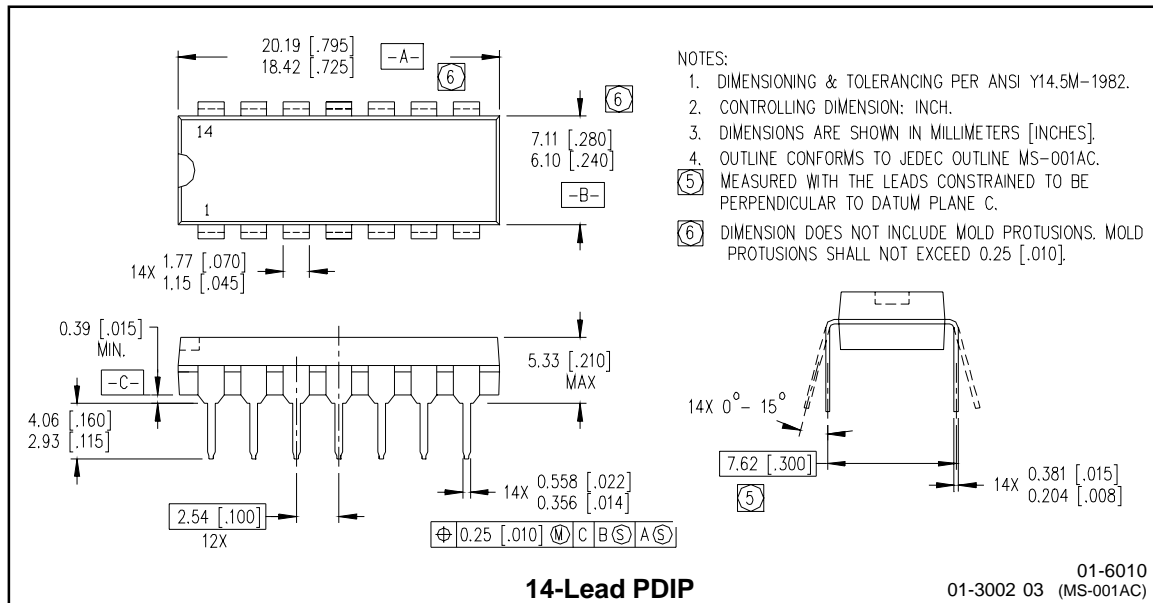 20.19 [.795]
18.42 [.725]
-A-
6
6
14
1
7.11 [.280]
6.10 [.240]
-B-
14X 1.77 [.070]
1.15 [.045]
NOTES:
1. DIMENSIONING & TOLERANCING PER ANSI Y14.5M-1982.
2. CONTROLLING DIMENSION: INCH.
3. DIMENSIONS ARE SHOWN IN MILLIMETERS [INCHES].
4. OUTLINE CONFORMS TO JEDEC OUTLINE MS-001AC.
5 MEASURED WITH THE LEADS CONSTRAINED TO BE
PERPENDICULAR TO DATUM PLANE C.
6 DIMENSION DOES NOT INCLUDE MOLD PROTUSIONS. MOLD
PROTUSIONS SHALL NOT EXCEED 0.25 [.010].
0.39 [.015]
MIN.
-C-
4.06 [.160]
2.93 [.115]
5.33 [.210]
MAX
2.54 [.100]
12X
14X 0.558 [.022]
0.356 [.014]
⌖ 0.25 [.010] Ⓜ C B Ⓢ A Ⓢ
14X 0°- 15°
7.62 [.300]
5
14X 0.381 [.015]
0.204 [.008]
14-Lead PDIP
01-6010
01-3002 03 (MS-001AC)